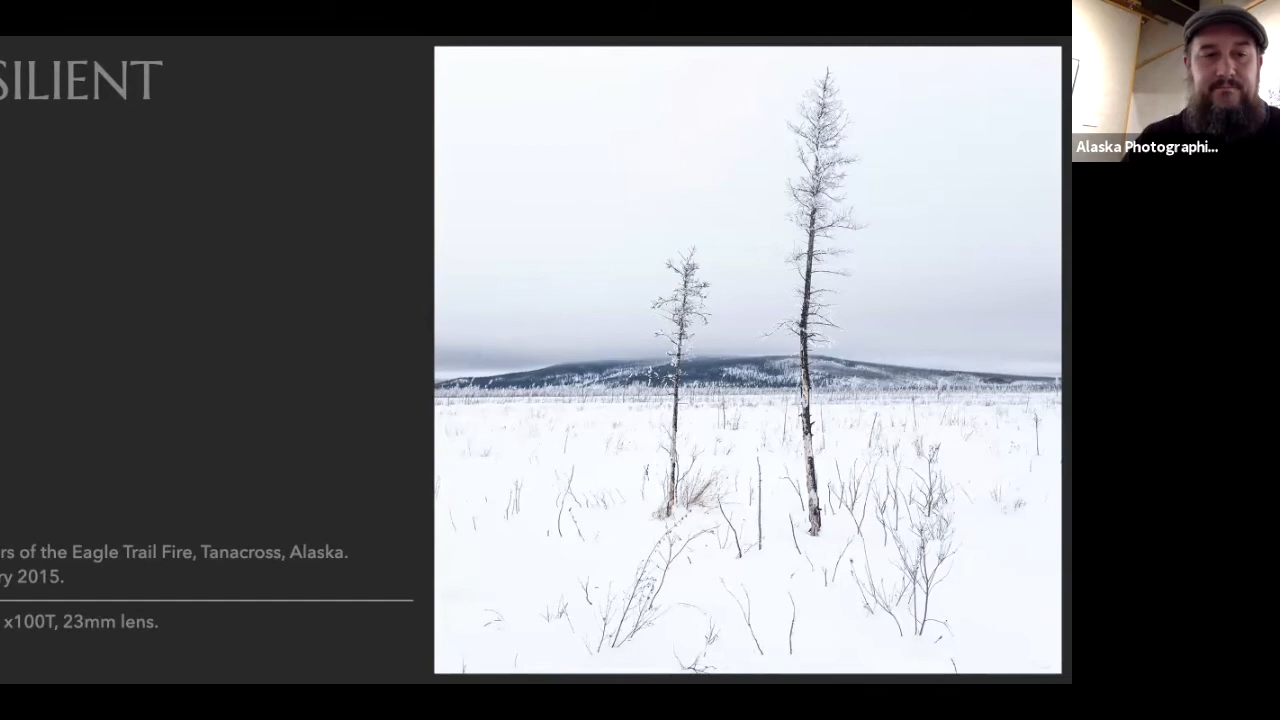 SILIENT
rs of the Eagle Trail Fire, Tanacross, Alaska.
ry 2015.
x100T, 23mm lens.
Alaska Photographi...